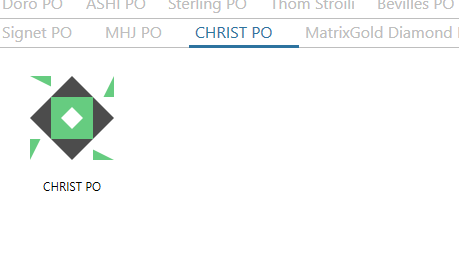 Doro PO ASHI PO Sterling PO Thom Stroili Bevilles PO
Signet PO MHJ PO CHRIST PO MatrixGold Diamond
CHRIST PO